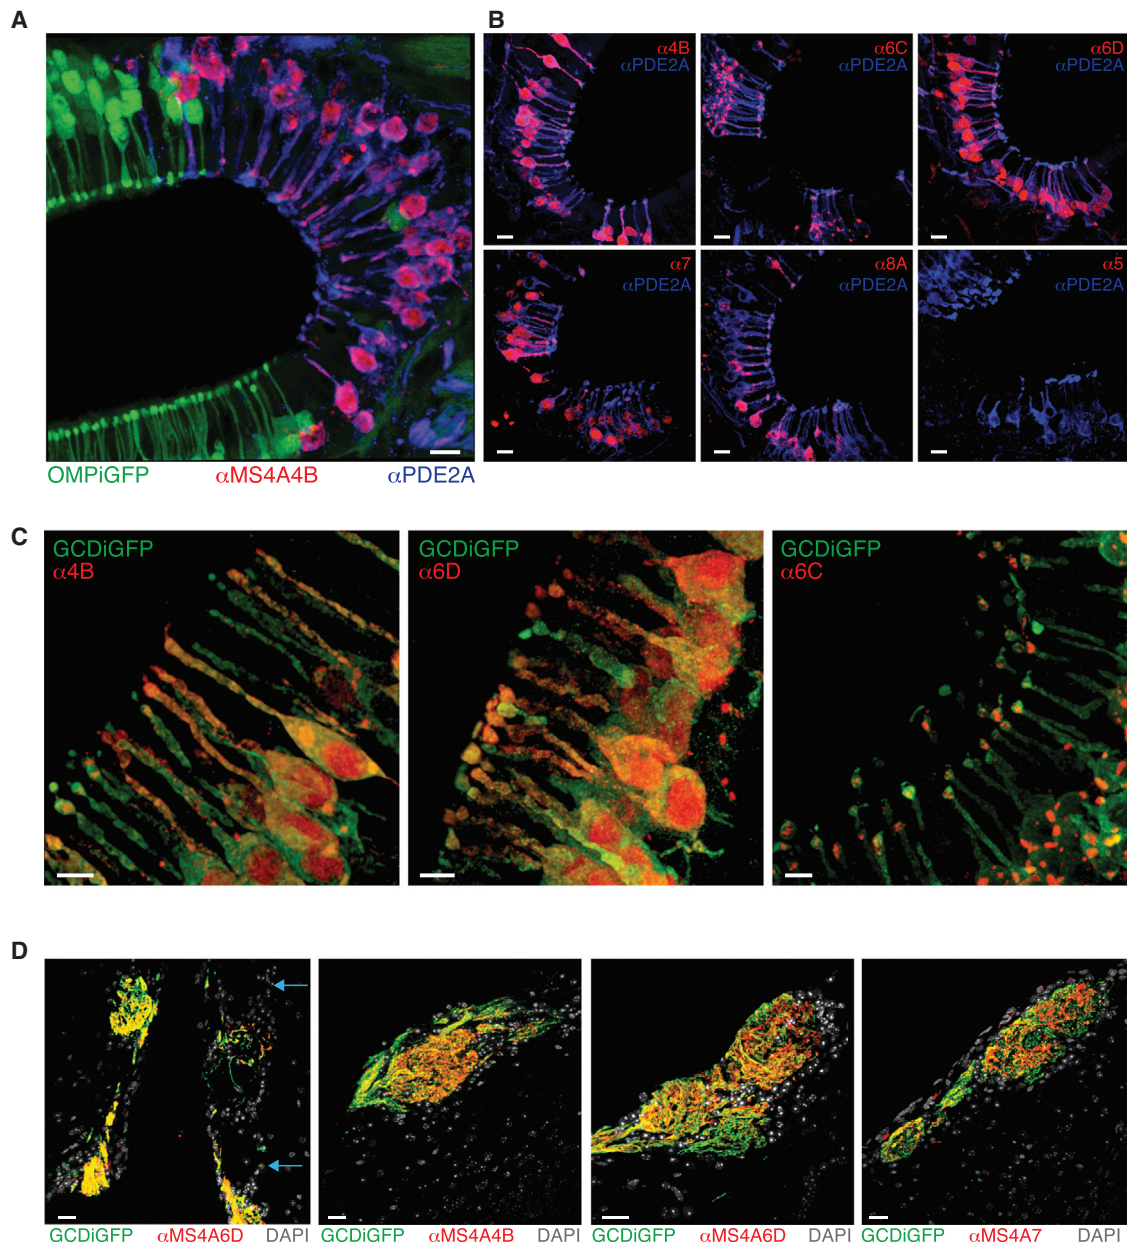 A
OMPiGFP αMS4A4B αPDE2A
B
α4B
αPDE2A
α6C
αPDE2A
α6D
αPDE2A
α7
αPDE2A
α8A
αPDE2A
α5
αPDE2A
C
GCDiGFP
α4B
GCDiGFP
α6D
GCDiGFP
α6C
D
GCDiGFP αMS4A6D DAPI
GCDiGFP αMS4A4B DAPI
GCDiGFP αMS4A6D DAPI
GCDiGFP αMS4A7 DAPI